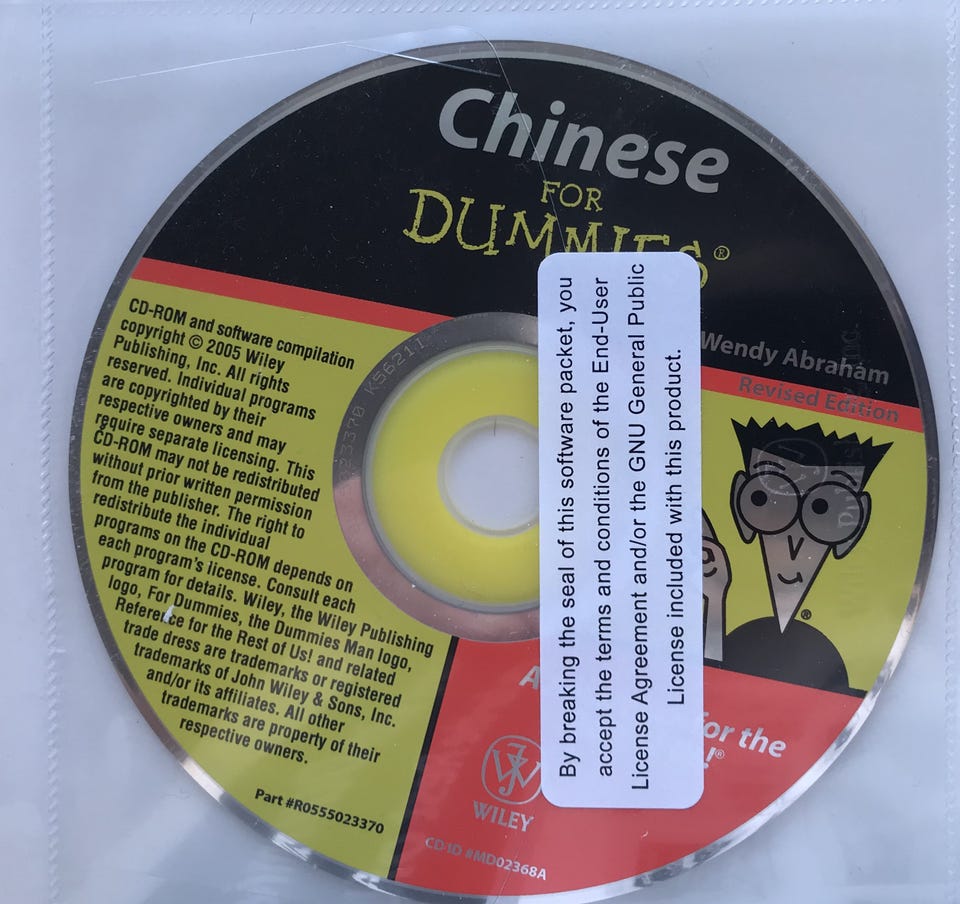 Chinese
FOR
DUMMIES®
Wendy Abraham
Revised Edition
CD-ROM and software compilation
copyright © 2005 Wiley
Publishing, Inc. All rights
reserved. Individual programs
are copyrighted by their
respective owners and may
require separate licensing. This
CD-ROM may not be redistributed
without prior written permission
from the publisher. The right to
redistribute the individual
programs on the CD-ROM depends on
each program's license. Consult each
program for details. Wiley, the Wiley Publishing
logo, For Dummies, the Dummies Man logo,
Reference for the Rest of Us! and related
trade dress are trademarks or registered
trademarks of John Wiley & Sons, Inc.
and/or its affiliates. All other
trademarks are property of their
respective owners.
Part #R0555023370
23370 K56211
By breaking the seal of this software packet, you
accept the terms and conditions of the End-User
License Agreement and/or the GNU General Public
License included with this product.
®
A
for the
!®
WILEY
CD ID #MD02368A